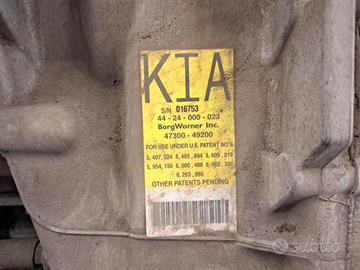 KIA
S/N 016753
44-24-000-023
BorgWarner Inc.
47300-49200
FOR USE UNDER U.S. PATENT NO'S
5,407,024 5,485,894 5,609,219
5,954,150 6,000,488 6,062,330
6,263,995
OTHER PATENTS PENDING
subito